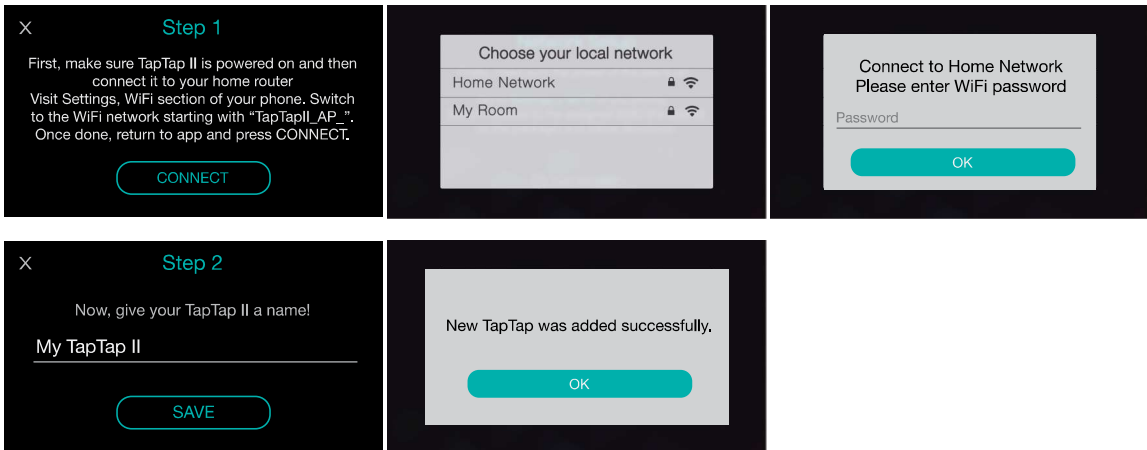 X
Step 1
First, make sure TapTap II is powered on and then
connect it to your home router
Visit Settings, WiFi section of your phone. Switch
to the WiFi network starting with “TapTapII_AP_”.
Once done, return to app and press CONNECT.
CONNECT
Choose your local network
Home Network
My Room
Connect to Home Network
Please enter WiFi password
Password
OK
X
Step 2
Now, give your TapTap II a name!
My TapTap II
SAVE
New TapTap was added successfully.
OK